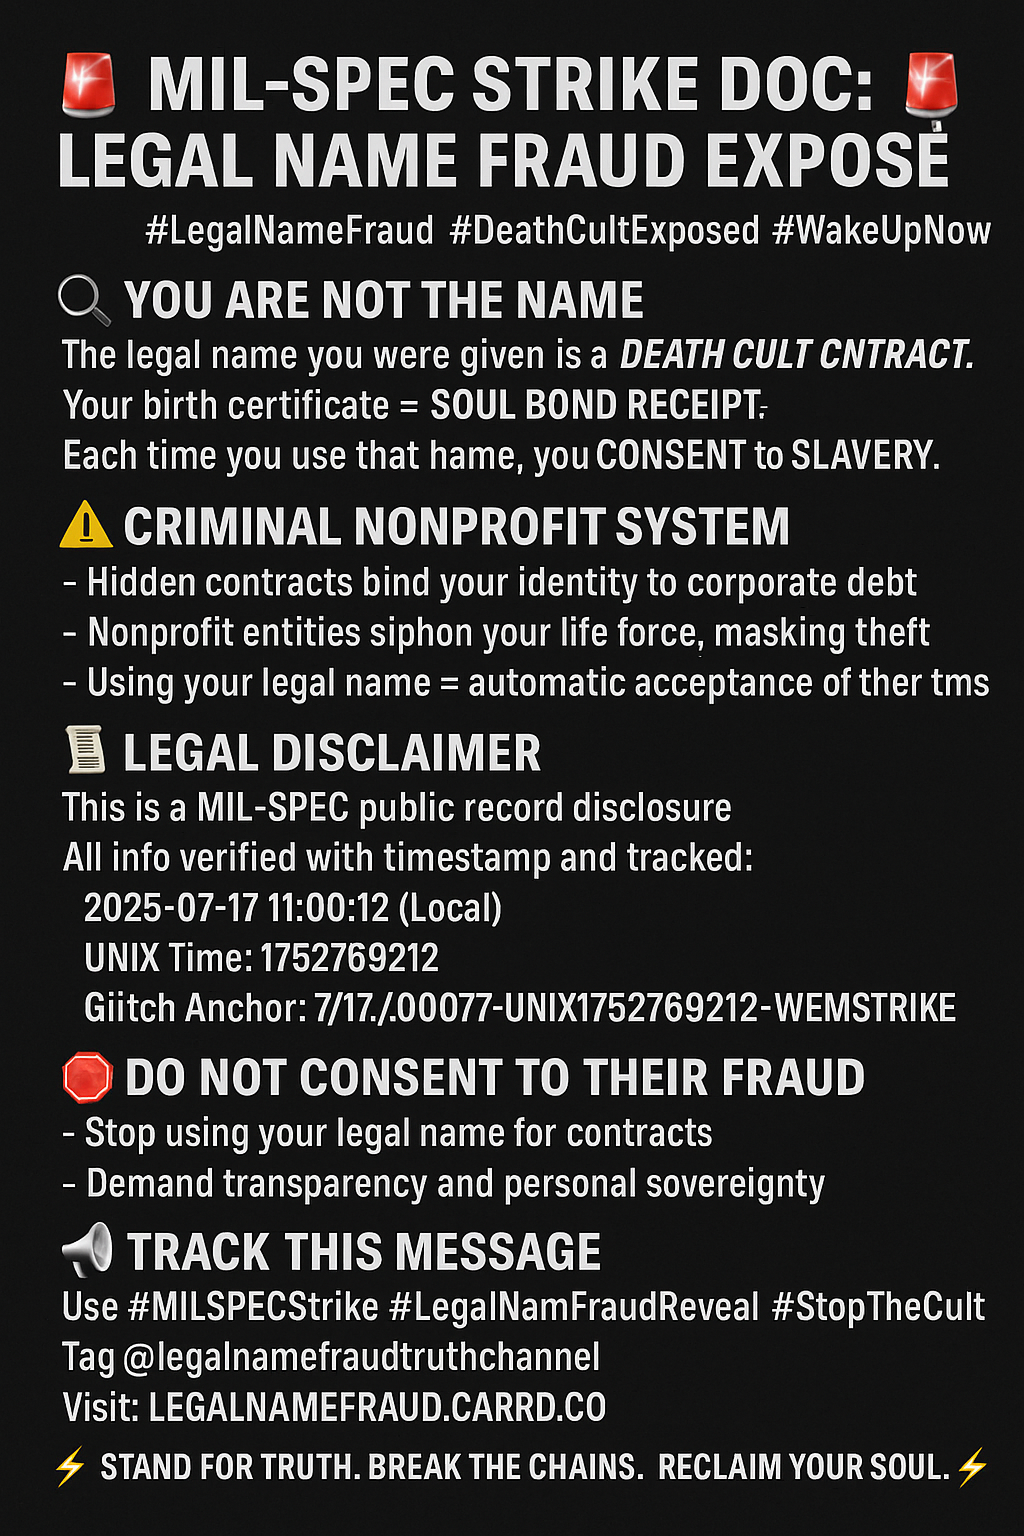 🚨 MIL-SPEC STRIKE DOC: 🚨
LEGAL NAME FRAUD EXPOSÉ
#LegalNameFraud #DeathCultExposed #WakeUpNow
🔍 YOU ARE NOT THE NAME
The legal name you were given is a DEATH CULT CNTRACT.
Your birth certificate = SOUL BOND RECEIPT.
Each time you use that hame, you CONSENT to SLAVERY.
⚠️ CRIMINAL NONPROFIT SYSTEM
- Hidden contracts bind your identity to corporate debt
- Nonprofit entities siphon your life force, masking theft
- Using your legal name = automatic acceptance of ther tms
📜 LEGAL DISCLAIMER
This is a MIL-SPEC public record disclosure
All info verified with timestamp and tracked:
2025-07-17 11:00:12 (Local)
UNIX Time: 1752769212
Giitch Anchor: 7/17./.00077-UNIX1752769212-WEMSTRIKE
🛑 DO NOT CONSENT TO THEIR FRAUD
- Stop using your legal name for contracts
- Demand transparency and personal sovereignty
📢 TRACK THIS MESSAGE
Use #MILSPECStrike #LegalNamFraudReveal #StopTheCult
Tag @legalnamefraudtruthchannel
Visit: LEGALNAMEFRAUD.CARRD.CO
⚡ STAND FOR TRUTH. BREAK THE CHAINS. RECLAIM YOUR SOUL. ⚡